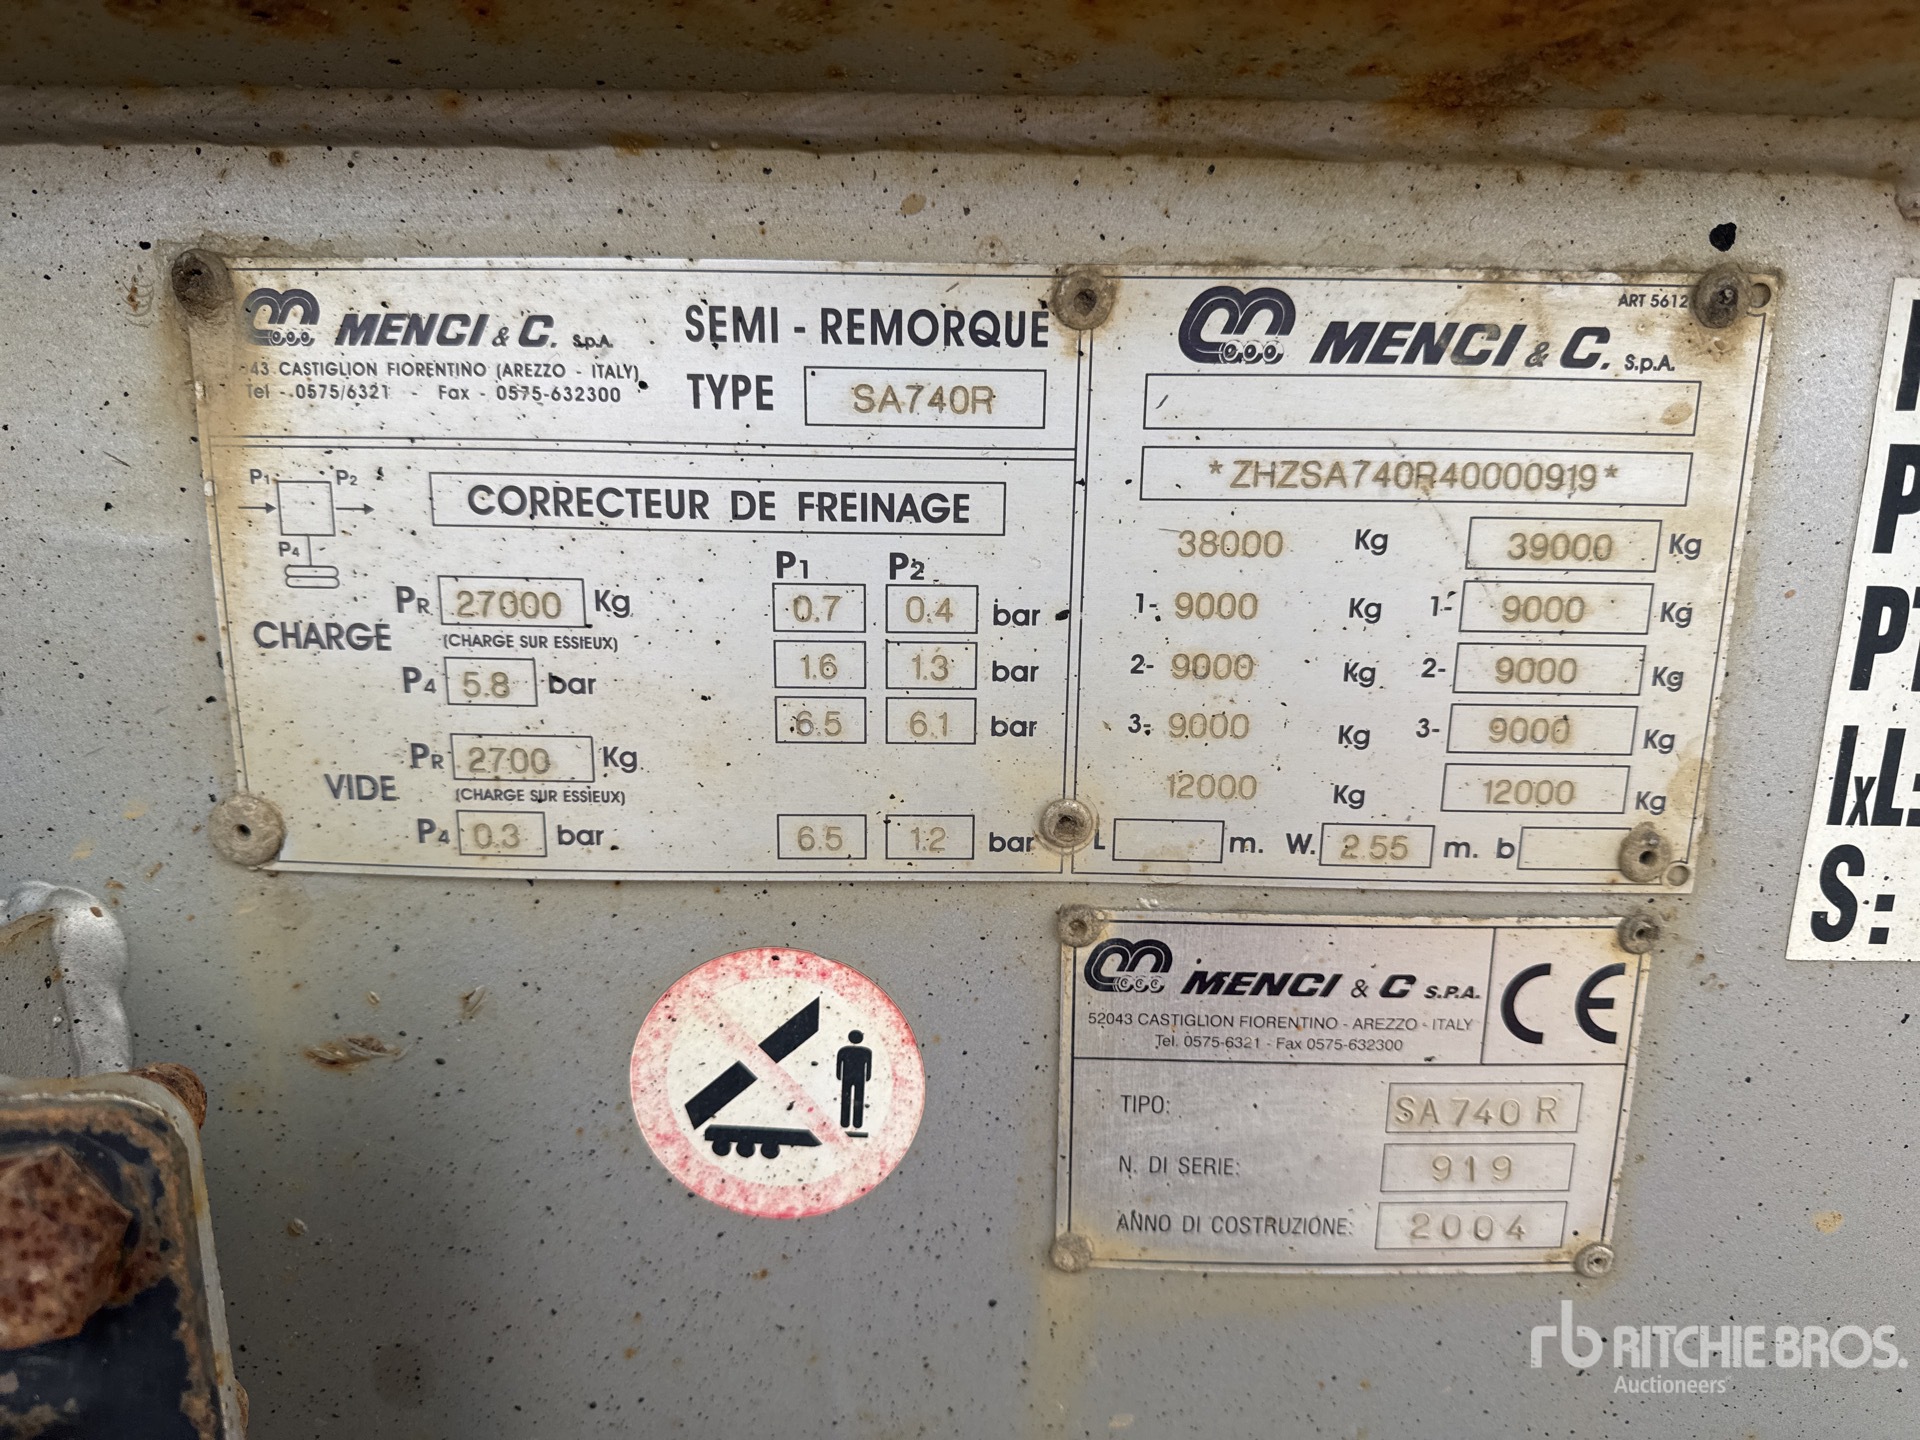 MENCI & C. S.p.A.
43 CASTIGLION FIORENTINO (AREZZO - ITALY)
Tel - 0575/6321 - Fax - 0575-632300
SEMI - REMORQUE
TYPE SA740R
P1 P2
P4
CORRECTEUR DE FREINAGE
P1 P2
PR 27000 Kg 0.7 0.4 bar
CHARGE (CHARGE SUR ESSIEUX)
P4 5.8 bar 1.6 1.3 bar
6.5 6.1 bar
PR 2700 Kg
VIDE (CHARGE SUR ESSIEUX)
P4 0.3 bar 6.5 1.2 bar
ART 5612
MENCI & C. S.p.A.
*ZHZSA740R40000919*
38000 Kg 39000 Kg
1- 9000 Kg 1- 9000 Kg
2- 9000 Kg 2- 9000 Kg
3- 9000 Kg 3- 9000 Kg
12000 Kg 12000 Kg
L m. W. 2.55 m. b
MENCI & C S.P.A. CE
52043 CASTIGLION FIORENTINO - AREZZO - ITALY
Tel. 0575-6321 - Fax 0575-632300
TIPO: SA740R
N. DI SERIE: 919
ANNO DI COSTRUZIONE: 2004
S:
rb RITCHIE BROS.
Auctioneers